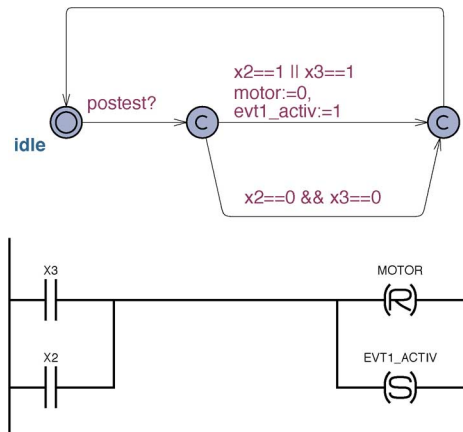 x2==1 || x3==1
motor:=0,
evt1_activ:=1
postest?
C
C
idle
x2==0 && x3==0
X3
MOTOR
R
X2
EVT1_ACTIV
S